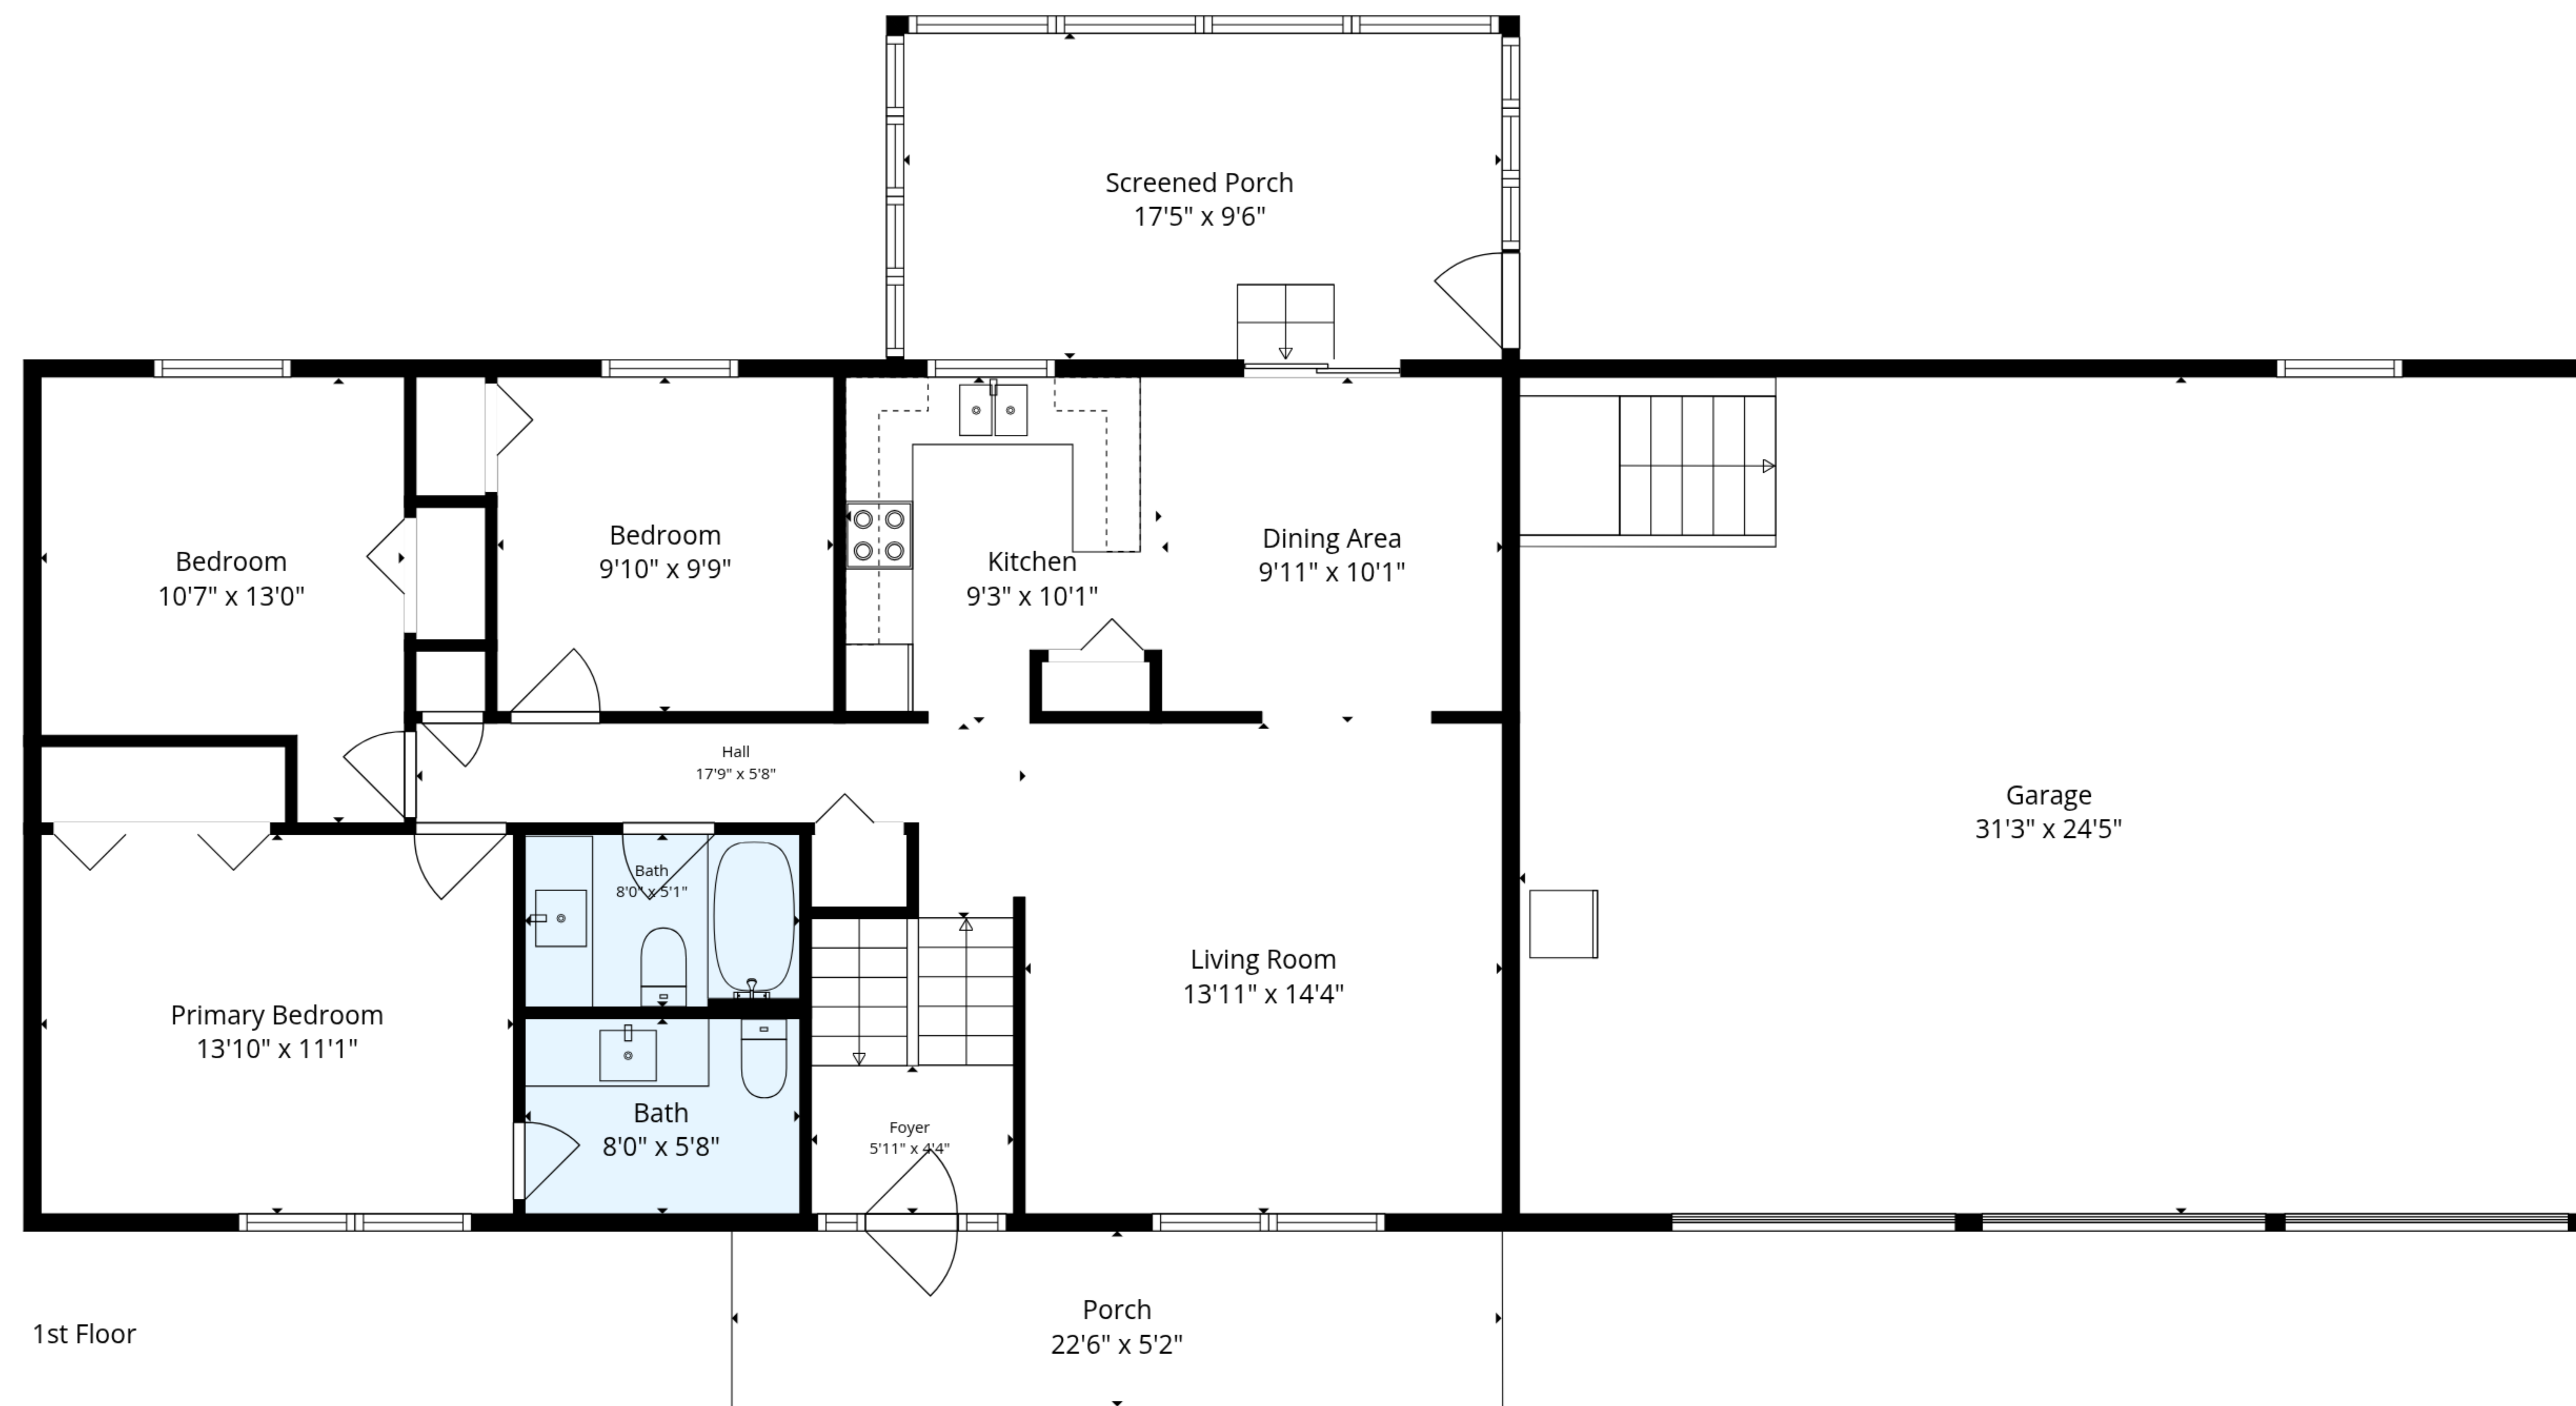 Screened Porch
17'5" x 9'6"
Bedroom
10'7" x 13'0"
Bedroom
9'10" x 9'9"
Kitchen
9'3" x 10'1"
Dining Area
9'11" x 10'1"
Hall
17'9" x 5'8"
Garage
31'3" x 24'5"
Bath
8'0" x 5'1"
Living Room
13'11" x 14'4"
Primary Bedroom
13'10" x 11'1"
Bath
8'0" x 5'8"
Foyer
5'11" x 4'4"
Porch
22'6" x 5'2"
1st Floor